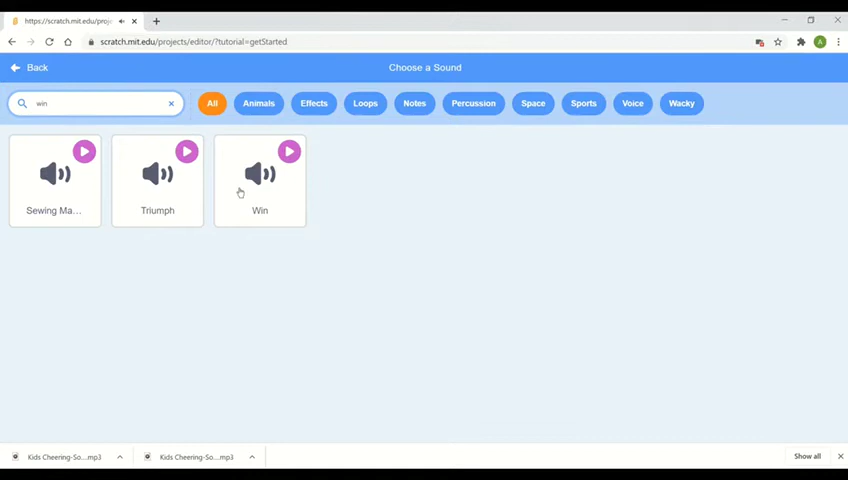 https://scratch.mit.edu/proje
scratch.mit.edu/projects/editor/?tutorial=getStarted
A
Back
Choose a Sound
win
All
Animals
Effects
Loops
Notes
Percussion
Space
Sports
Voice
Wacky
Sewing Ma...
Triumph
Win
Kids Cheering-So....mp3
Kids Cheering-So....mp3
Show all